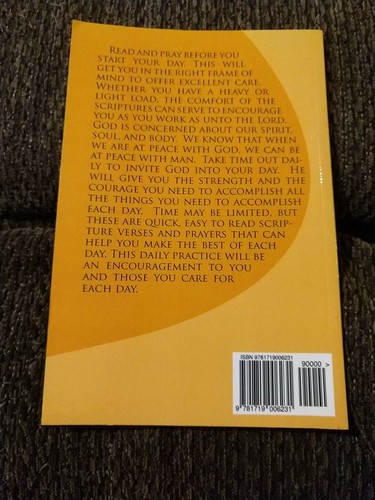 Read and pray before you
start your day. This will
get you in the right frame of
mind to offer excellent care.
Whether you have a heavy or
light load, the comfort of the
scriptures can serve to encourage
you as you work as unto the Lord.
God is concerned about our spirit,
soul, and body. We know that when
we are at peace with God, we can be
at peace with man. Take time out dai-
ly to invite God into your day. He
will give you the strength and the
courage you need to accomplish all
the things you need to accomplish
each day. Time may be limited, but
these are quick, easy to read scrip-
ture verses and prayers that can
help you make the best of each
day. This daily practice will be
an encouragement to you
and those you care for
each day.
ISBN 9781719006231
90000 >
9 781719 006231